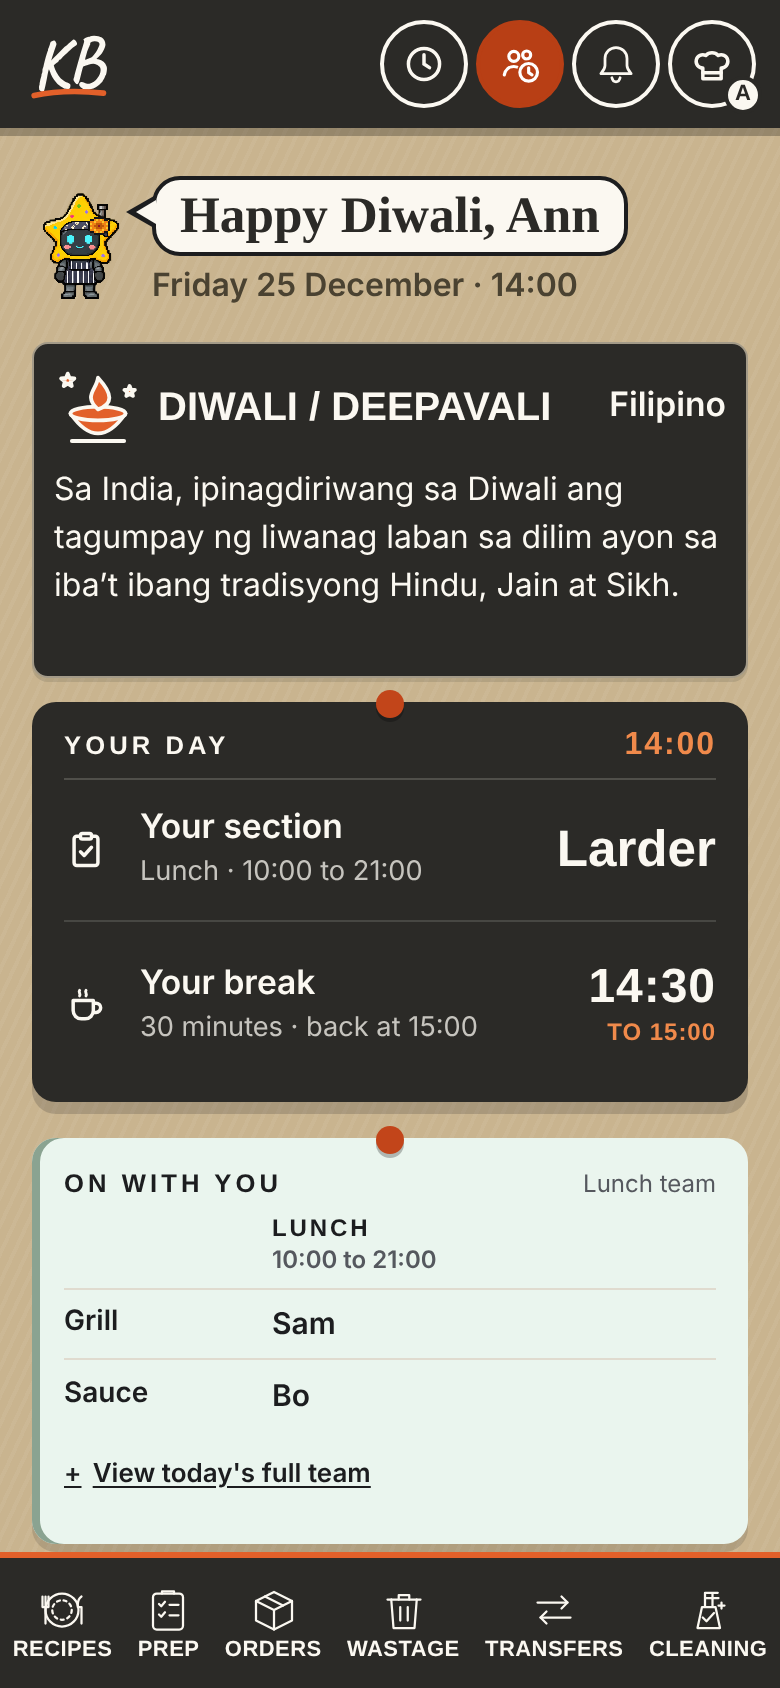 KB
A
Happy Diwali, Ann
Friday 25 December · 14:00
DIWALI / DEEPAVALI
Filipino
Sa India, ipinagdiriwang sa Diwali ang
tagumpay ng liwanag laban sa dilim ayon sa
iba’t ibang tradisyong Hindu, Jain at Sikh.
YOUR DAY
14:00
Your section
Lunch · 10:00 to 21:00
Larder
Your break
30 minutes · back at 15:00
14:30
TO 15:00
ON WITH YOU
Lunch team
LUNCH
10:00 to 21:00
Grill
Sam
Sauce
Bo
+ View today's full team
RECIPES
PREP
ORDERS
WASTAGE
TRANSFERS
CLEANING